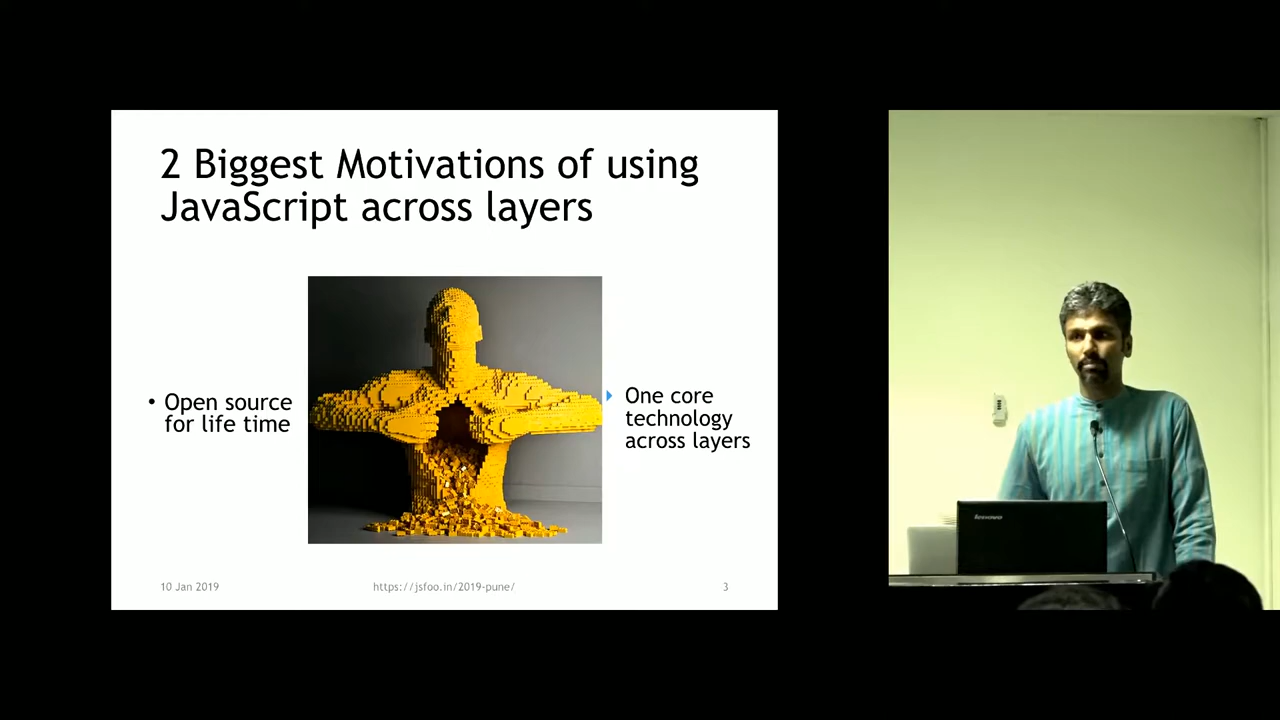 2 Biggest Motivations of using
JavaScript across layers
• Open source
for life time
One core
technology
across layers
10 Jan 2019
https://jsfoo.in/2019-pune/
3
lenovo